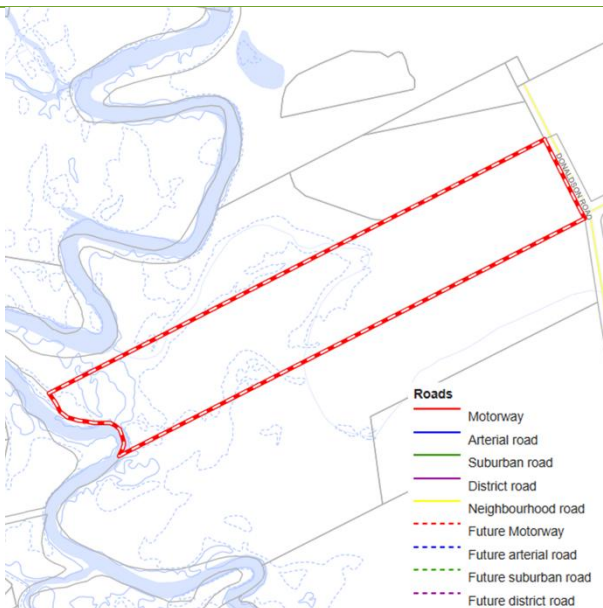 DONALDSON ROAD
Roads
Motorway
Arterial road
Suburban road
District road
Neighbourhood road
Future Motorway
Future arterial road
Future suburban road
Future district road